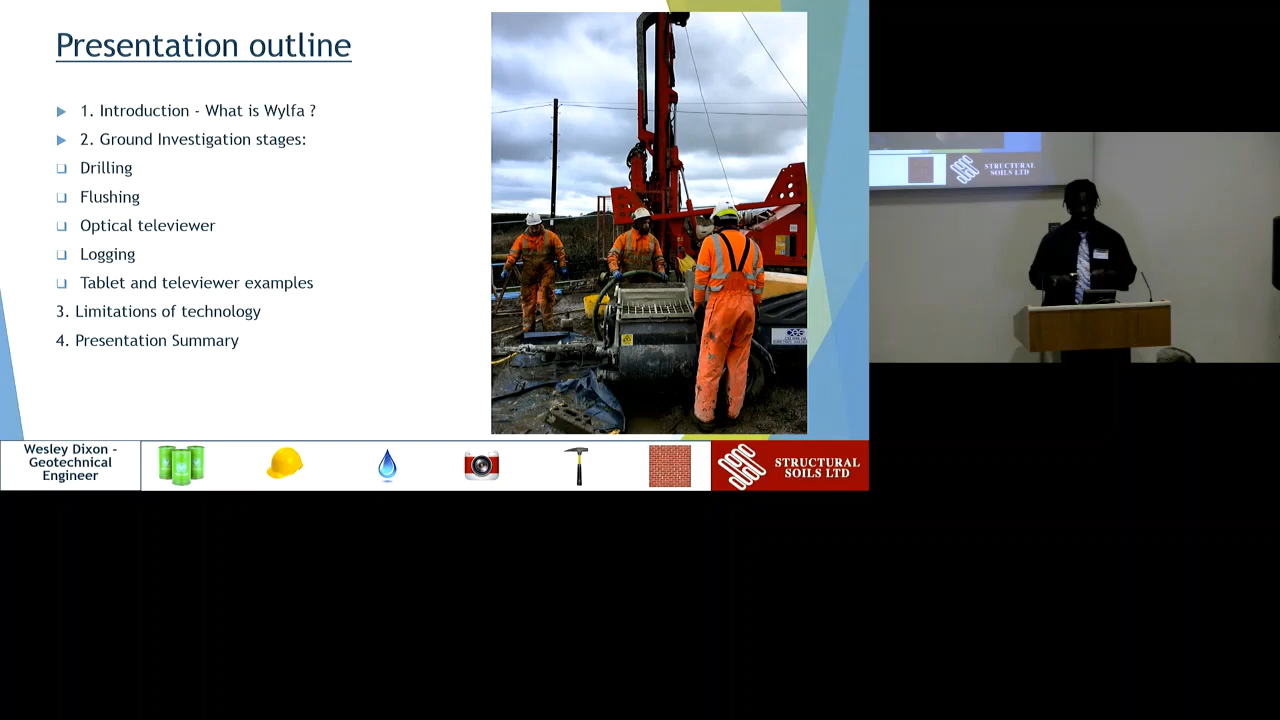 Presentation outline
1. Introduction - What is Wylfa ?
2. Ground Investigation stages:
Drilling
Flushing
Optical televiewer
Logging
Tablet and televiewer examples
3. Limitations of technology
4. Presentation Summary
Wesley Dixon -
Geotechnical
Engineer
STRUCTURAL
SOILS LTD
STRUCTURAL
SOILS LTD